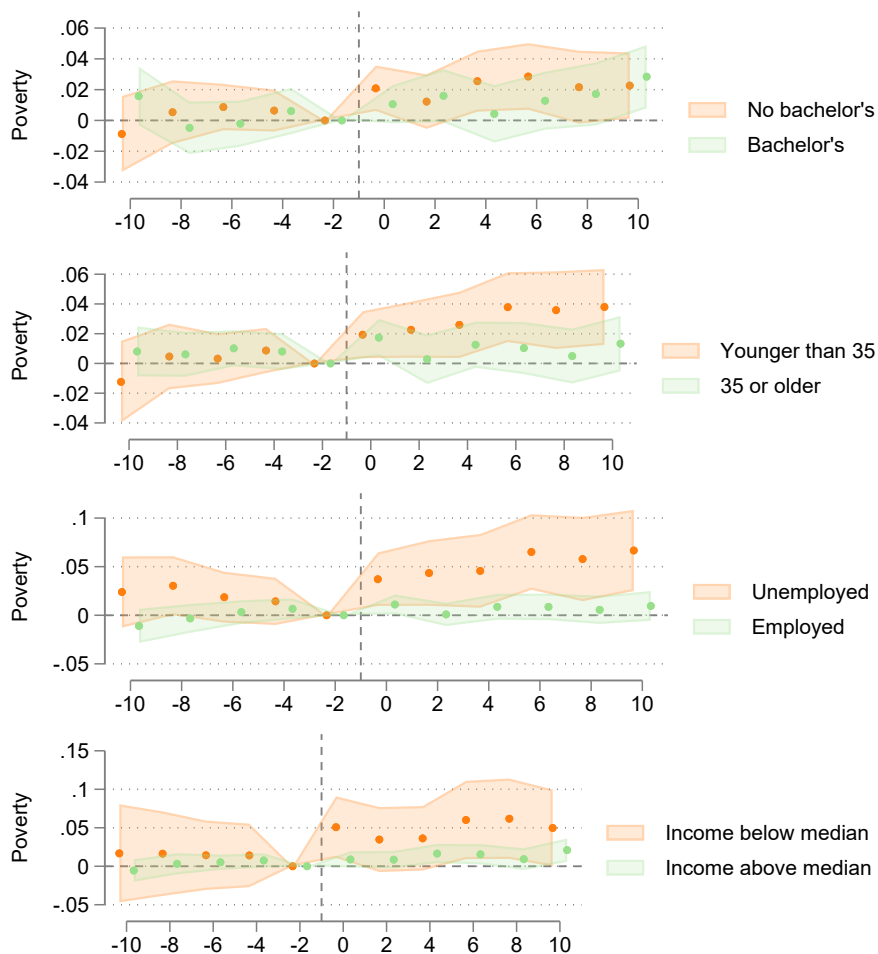 .06
.04
.02
0
-.02
-.04
Poverty
-10 -8 -6 -4 -2 0 2 4 6 8 10
No bachelor's
Bachelor's
.06
.04
.02
0
-.02
-.04
Poverty
-10 -8 -6 -4 -2 0 2 4 6 8 10
Younger than 35
35 or older
.1
.05
0
-.05
Poverty
-10 -8 -6 -4 -2 0 2 4 6 8 10
Unemployed
Employed
.15
.1
.05
0
-.05
Poverty
-10 -8 -6 -4 -2 0 2 4 6 8 10
Income below median
Income above median